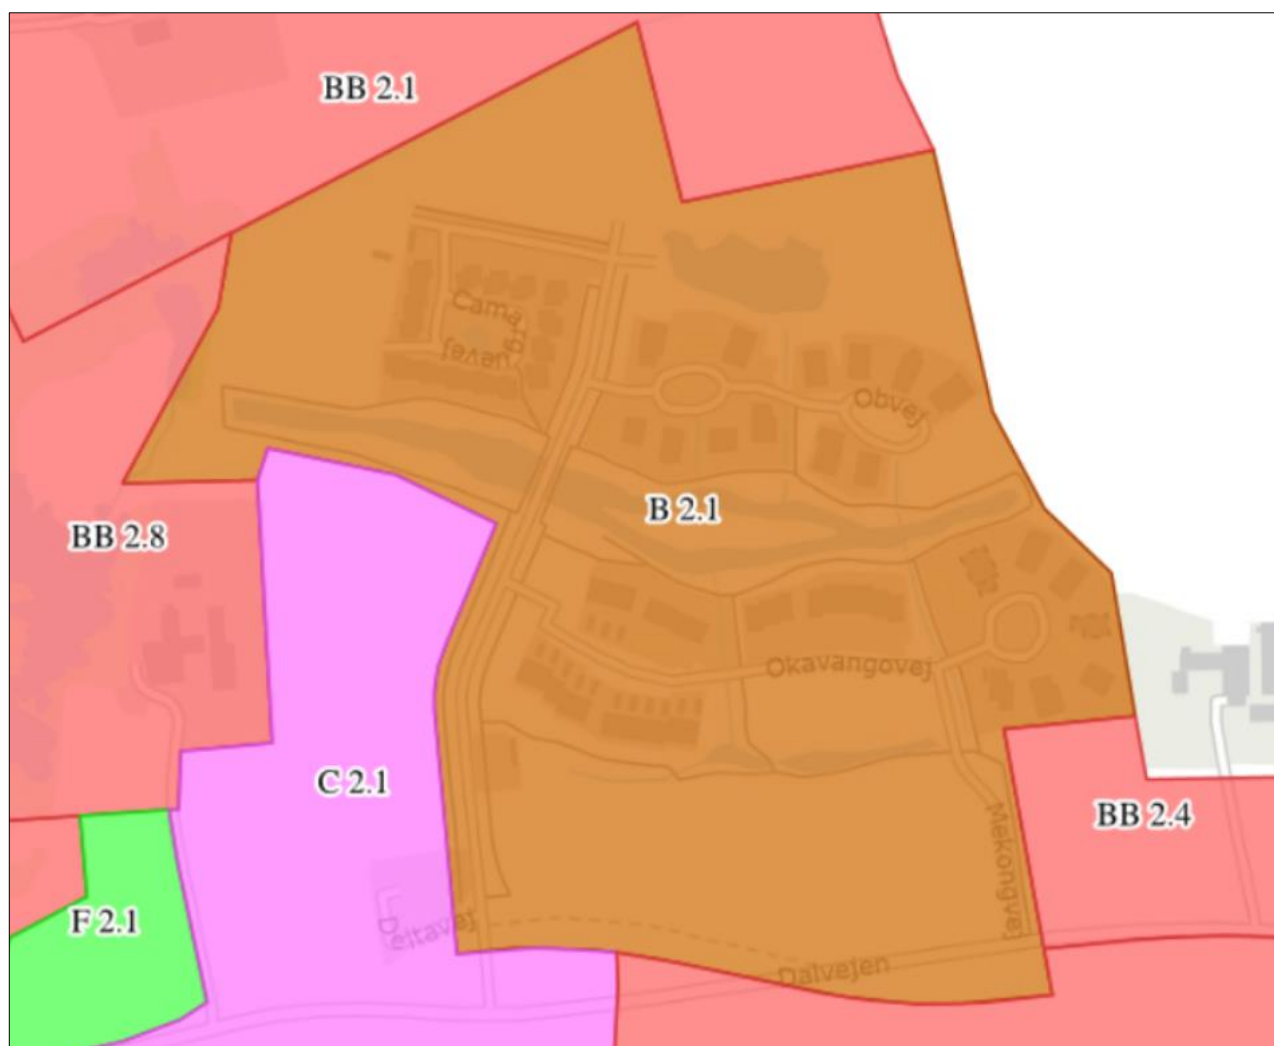 BB 2.1
Camarguevej
Obvej
B 2.1
BB 2.8
Okavangovej
C 2.1
BB 2.4
Mekongvej
F 2.1
Deltavej
Dalvejen